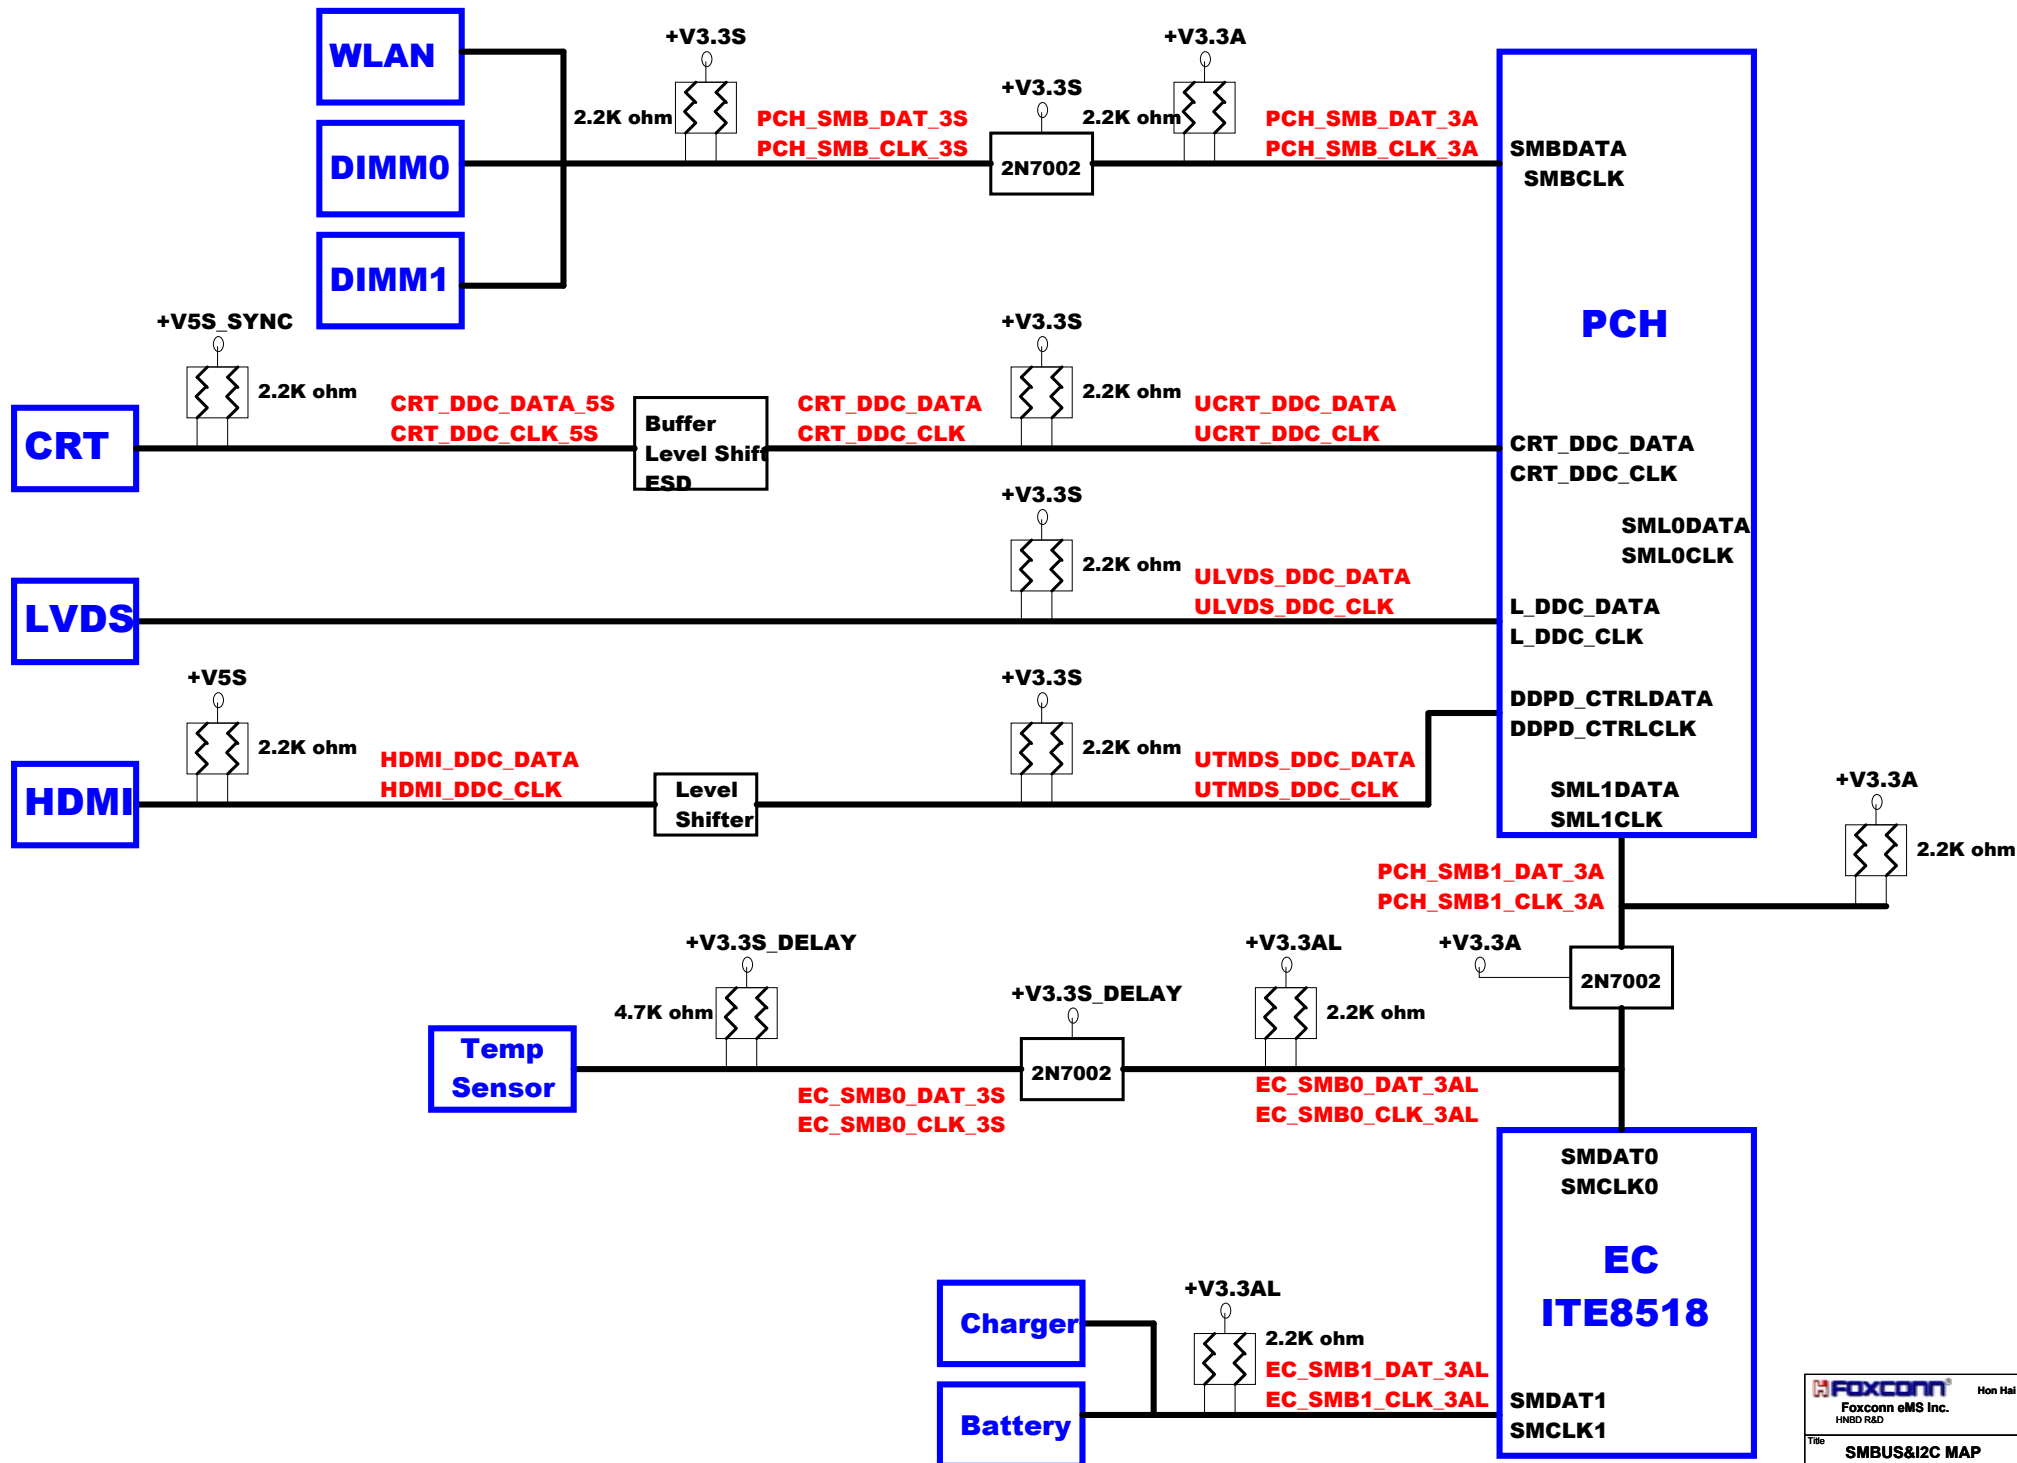 WLAN
DIMM0
DIMM1
+V3.3S
2.2K ohm
PCH_SMB_DAT_3S
PCH_SMB_CLK_3S
+V3.3S
2N7002
+V3.3A
2.2K ohm
PCH_SMB_DAT_3A
PCH_SMB_CLK_3A
SMBDATA
SMBCLK
PCH
+V5S_SYNC
2.2K ohm
CRT
CRT_DDC_DATA_5S
CRT_DDC_CLK_5S
Buffer
Level Shift
ESD
CRT_DDC_DATA
CRT_DDC_CLK
+V3.3S
2.2K ohm
UCRT_DDC_DATA
UCRT_DDC_CLK
CRT_DDC_DATA
CRT_DDC_CLK
SML0DATA
SML0CLK
LVDS
+V3.3S
2.2K ohm
ULVDS_DDC_DATA
ULVDS_DDC_CLK
L_DDC_DATA
L_DDC_CLK
+V5S
2.2K ohm
HDMI
HDMI_DDC_DATA
HDMI_DDC_CLK
Level
Shifter
+V3.3S
2.2K ohm
UTMDS_DDC_DATA
UTMDS_DDC_CLK
DDPD_CTRLDATA
DDPD_CTRLCLK
SML1DATA
SML1CLK
+V3.3A
2.2K ohm
PCH_SMB1_DAT_3A
PCH_SMB1_CLK_3A
+V3.3A
2N7002
Temp
Sensor
+V3.3S_DELAY
4.7K ohm
EC_SMB0_DAT_3S
EC_SMB0_CLK_3S
+V3.3S_DELAY
2N7002
+V3.3AL
2.2K ohm
EC_SMB0_DAT_3AL
EC_SMB0_CLK_3AL
SMDAT0
SMCLK0
EC
ITE8518
Charger
Battery
+V3.3AL
2.2K ohm
EC_SMB1_DAT_3AL
EC_SMB1_CLK_3AL
SMDAT1
SMCLK1
FOXCONN® Hon Hai
Foxconn eMS Inc.
HNBD R&D
Title
SMBUS&I2C MAP